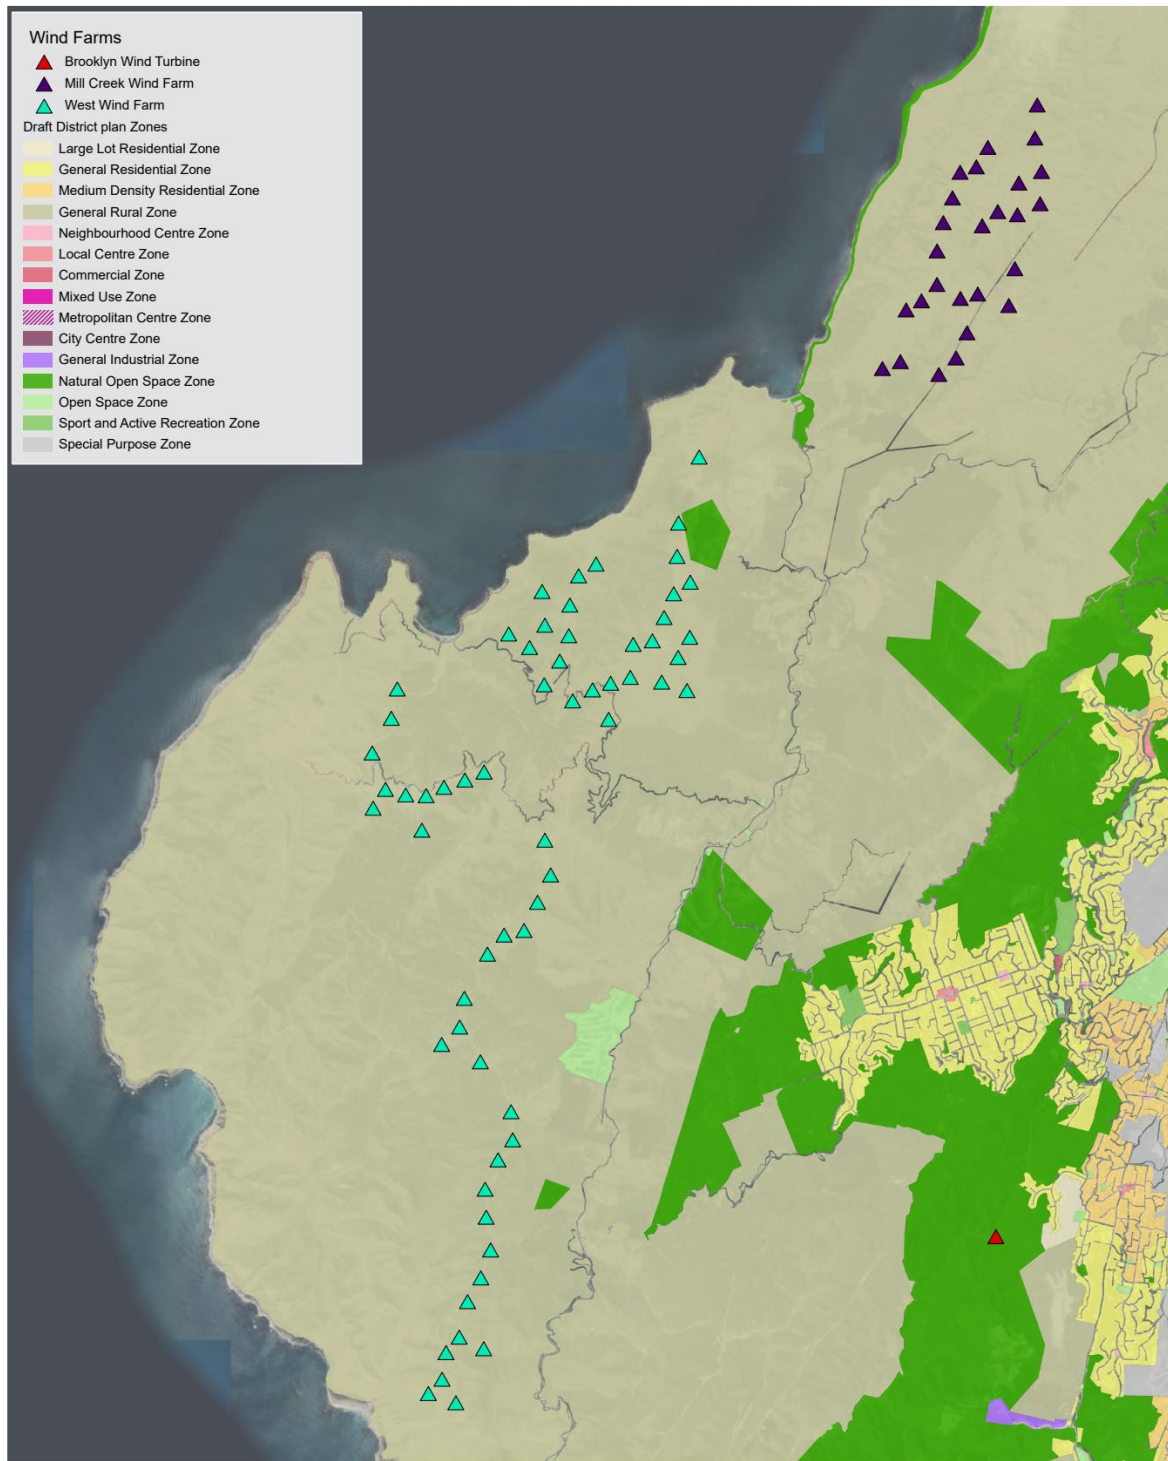 Wind Farms
Brooklyn Wind Turbine
Mill Creek Wind Farm
West Wind Farm
Draft District plan Zones
Large Lot Residential Zone
General Residential Zone
Medium Density Residential Zone
General Rural Zone
Neighbourhood Centre Zone
Local Centre Zone
Commercial Zone
Mixed Use Zone
Metropolitan Centre Zone
City Centre Zone
General Industrial Zone
Natural Open Space Zone
Open Space Zone
Sport and Active Recreation Zone
Special Purpose Zone